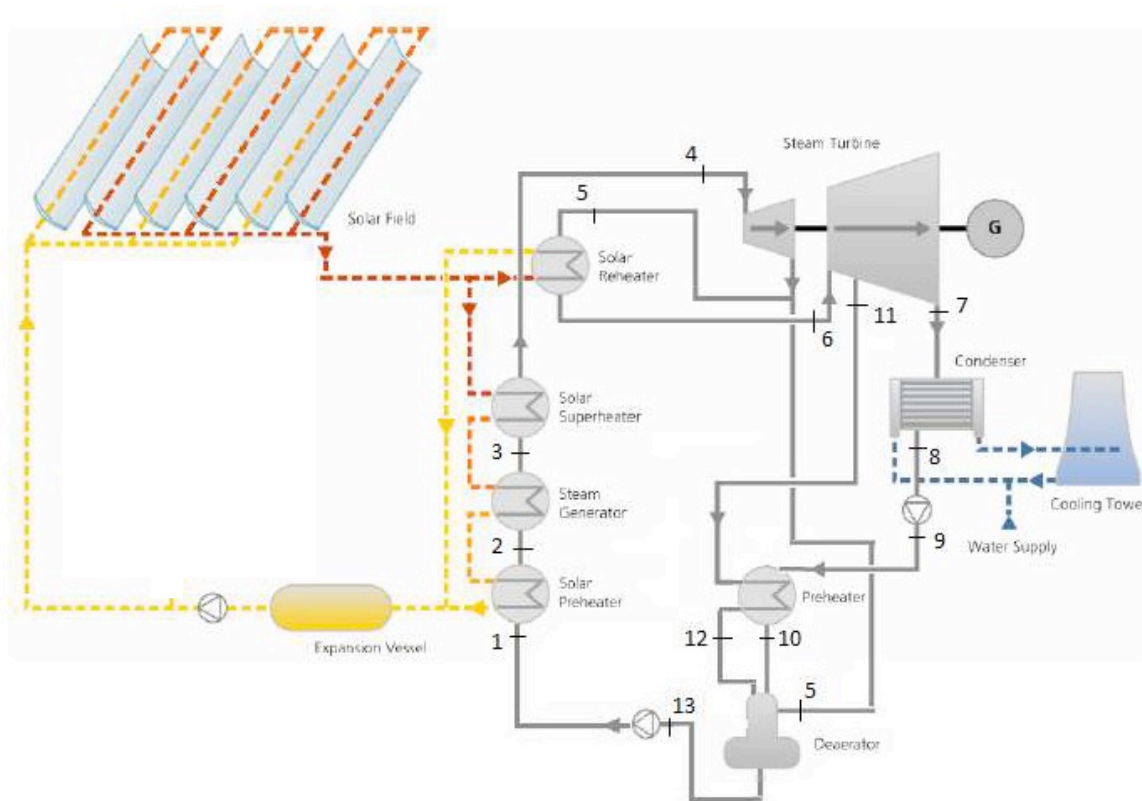 4
Steam Turbine
5
Solar Field
G
Solar
Reheater
11
7
6
Condenser
Solar
Superheater
3
8
Steam
Generator
Cooling Towe
9
2
Water Supply
Solar
Preheater
Preheater
1
12
10
Expansion Vessel
5
13
Deaerator